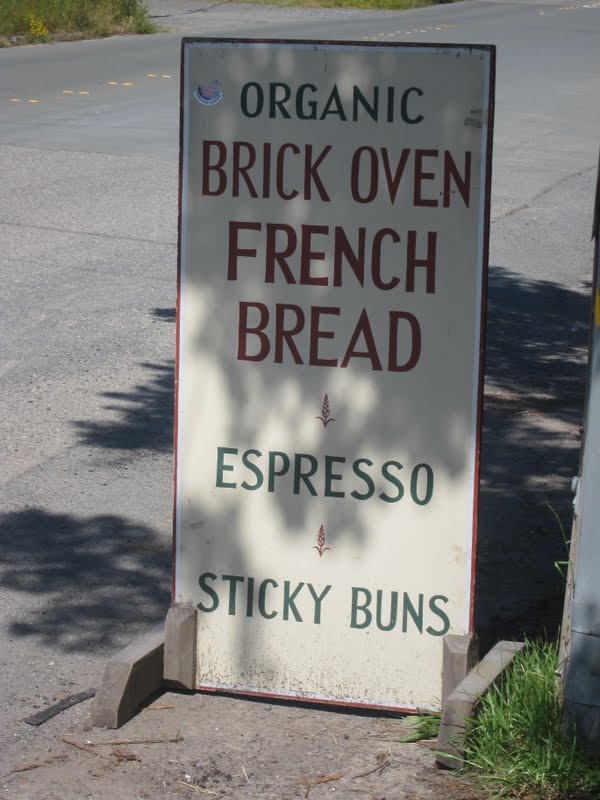 ORGANIC
BRICK OVEN
FRENCH
BREAD
ESPRESSO
STICKY BUNS